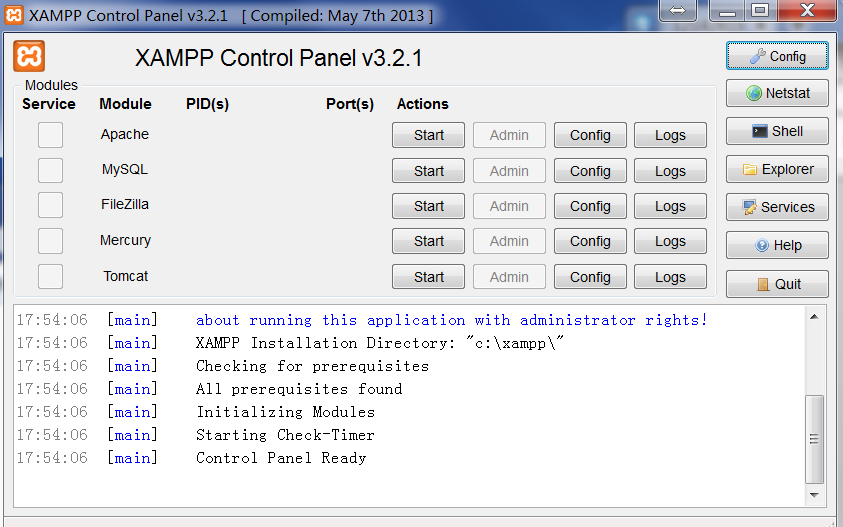 XAMPP Control Panel v3.2.1 [ Compiled: May 7th 2013 ]
XAMPP Control Panel v3.2.1
Config
Modules
Service Module PID(s) Port(s) Actions
Netstat
Apache Start Admin Config Logs
Shell
MySQL Start Admin Config Logs
Explorer
FileZilla Start Admin Config Logs
Services
Mercury Start Admin Config Logs
Help
Tomcat Start Admin Config Logs
Quit
17:54:06 [main] about running this application with administrator rights!
17:54:06 [main] XAMPP Installation Directory: "c:\xampp\"
17:54:06 [main] Checking for prerequisites
17:54:06 [main] All prerequisites found
17:54:06 [main] Initializing Modules
17:54:06 [main] Starting Check-Timer
17:54:06 [main] Control Panel Ready